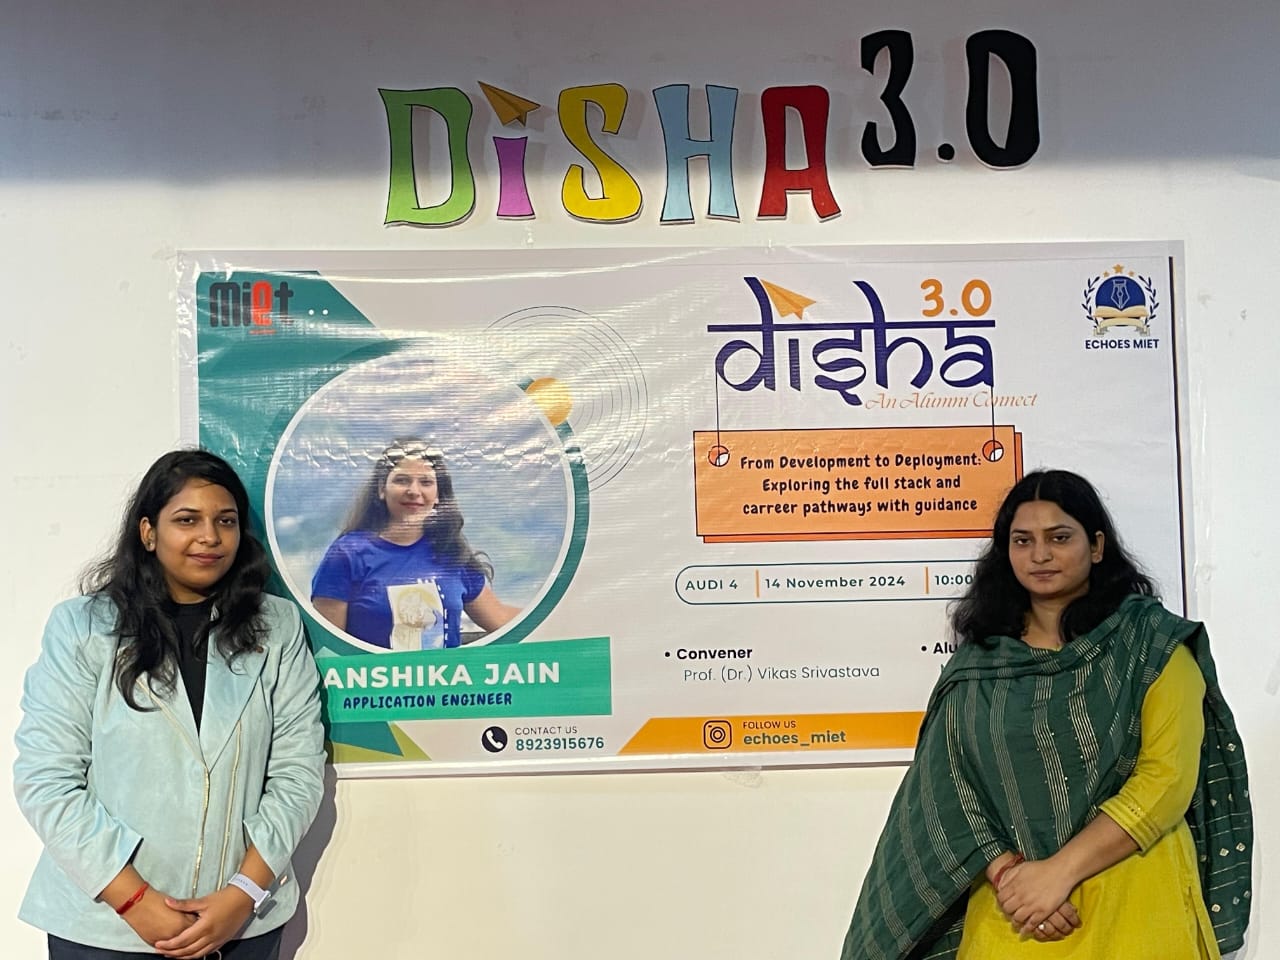 DiSHA 3.0
miet
disha 3.0
An Alumni Connect
ECHOES MIET
From Development to Deployment:
Exploring the full stack and
carreer pathways with guidance
AUDI 4 14 November 2024 10:00
• Convener
Prof. (Dr.) Vikas Srivastava
ANSHIKA JAIN
APPLICATION ENGINEER
CONTACT US
8923915676
FOLLOW US
echoes_miet